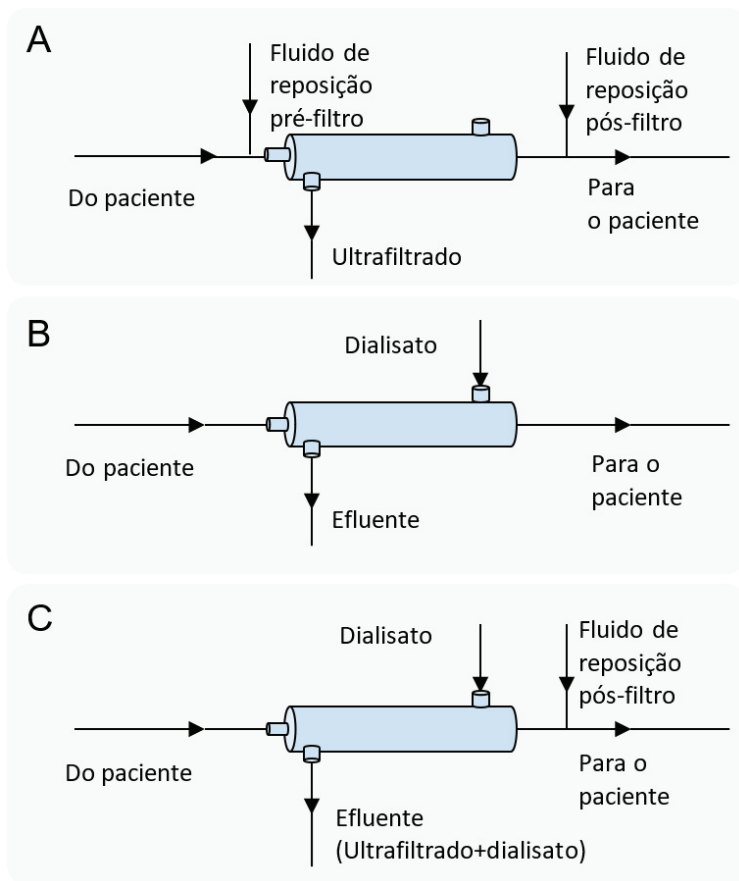 A
Fluido de
reposição
pré-filtro
Fluido de
reposição
pós-filtro
Do paciente
Para
o paciente
Ultrafiltrado
B
Dialisato
Do paciente
Para o
paciente
Efluente
C
Dialisato
Fluido de
reposição
pós-filtro
Do paciente
Para o
paciente
Efluente
(Ultrafiltrado+dialisato)